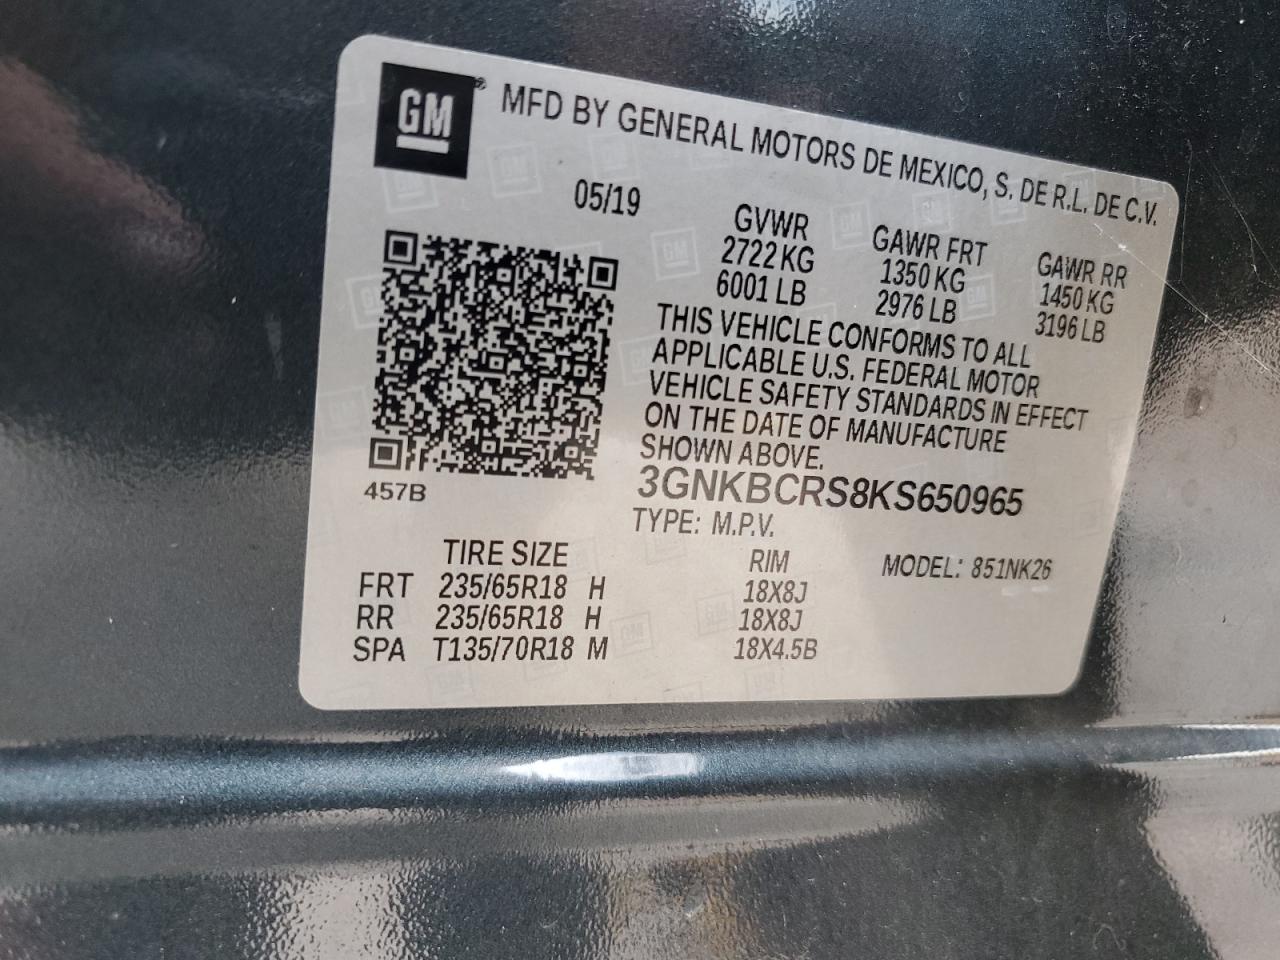 GM® MFD BY GENERAL MOTORS DE MEXICO, S. DE R.L. DE C.V.
05/19
GVWR GAWR FRT GAWR RR
2722 KG 1350 KG 1450 KG
6001 LB 2976 LB 3196 LB
THIS VEHICLE CONFORMS TO ALL
APPLICABLE U.S. FEDERAL MOTOR
VEHICLE SAFETY STANDARDS IN EFFECT
ON THE DATE OF MANUFACTURE
SHOWN ABOVE.
457B
3GNKBCRS8KS650965
TYPE: M.P.V. MODEL: 851NK26
TIRE SIZE RIM
FRT 235/65R18 H 18X8J
RR 235/65R18 H 18X8J
SPA T135/70R18 M 18X4.5B